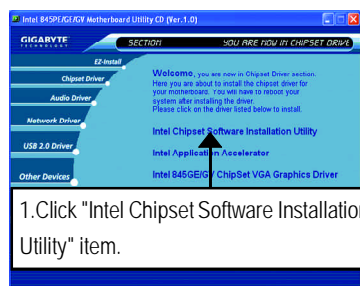 Intel 845PE/GE/GV Motherboard Utility CD (Ver.1.0)
GIGABYTE
TECHNOLOGY
SECTION
YOU ARE NOW IN CHIPSET DRIVE
EZ-Install
Chipset Driver
Audio Driver
Network Driver
USB 2.0 Driver
Other Devices
Welcome, you are now in Chipset Driver section.
Here you are about to install the chipset driver for
your motherboard. You will have to reboot your
system after installing the driver.
Please click on the driver listed below to install.
Intel Chipset Software Installation Utility
Intel Application Accelerator
Intel 845GE/GV ChipSet VGA Graphics Driver
1.Click "Intel Chipset Software Installation
Utility" item.